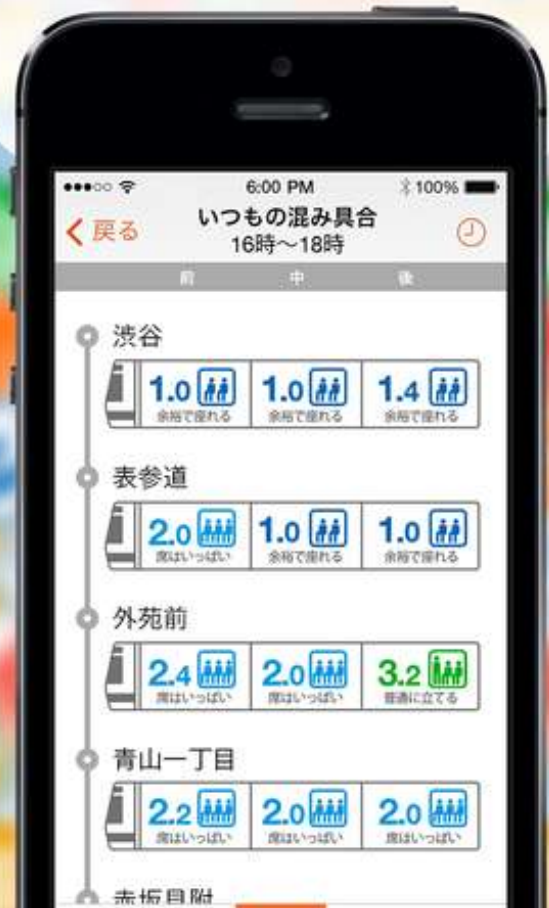 6:00 PM
100%
戻る
いつもの混み具合
16時～18時
前 中 後
渋谷
1.0 1.0 1.4
余裕で座れる 余裕で座れる 余裕で座れる
表参道
2.0 1.0 1.0
席はいっぱい 余裕で座れる 余裕で座れる
外苑前
2.4 2.0 3.2
席はいっぱい 席はいっぱい 普通に立てる
青山一丁目
2.2 2.0 2.0
席はいっぱい 席はいっぱい 席はいっぱい
赤坂見附